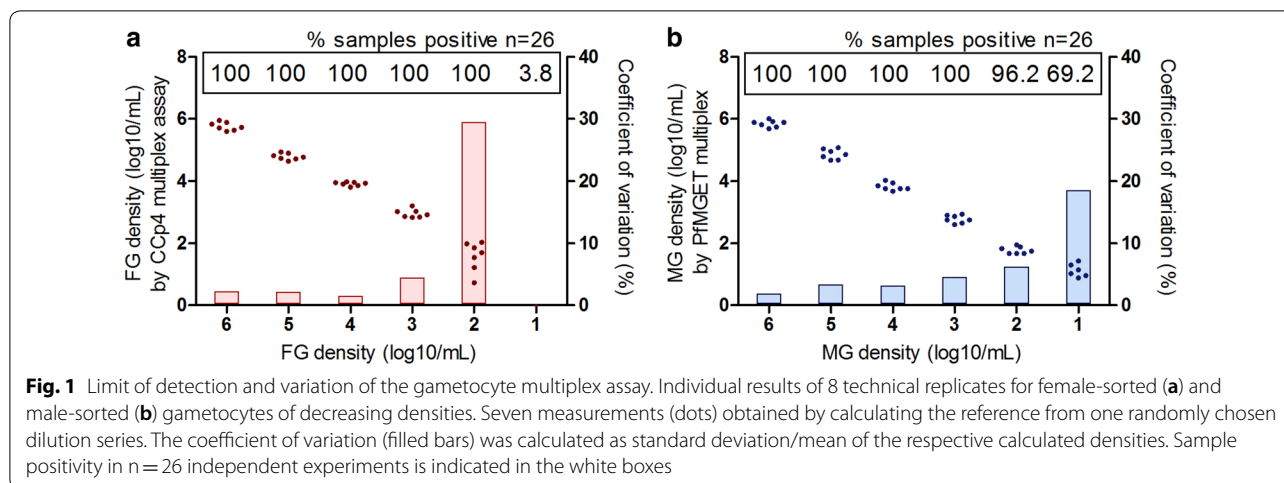 a
% samples positive n=26
100 100 100 100 100 3.8
8
6
4
2
0
FG density (log10/mL)
by CCp4 multiplex assay
40
30
20
10
0
Coefficient of variation
(%)
6 5 4 3 2 1
FG density (log10/mL)
b
% samples positive n=26
100 100 100 100 96.2 69.2
8
6
4
2
0
MG density (log10/mL)
by PfMGET multiplex
40
30
20
10
0
Coefficient of variation
(%)
6 5 4 3 2 1
MG density (log10/mL)
Fig. 1 Limit of detection and variation of the gametocyte multiplex assay. Individual results of 8 technical replicates for female-sorted (a) and
male-sorted (b) gametocytes of decreasing densities. Seven measurements (dots) obtained by calculating the reference from one randomly chosen
dilution series. The coefficient of variation (filled bars) was calculated as standard deviation/mean of the respective calculated densities. Sample
positivity in n = 26 independent experiments is indicated in the white boxes